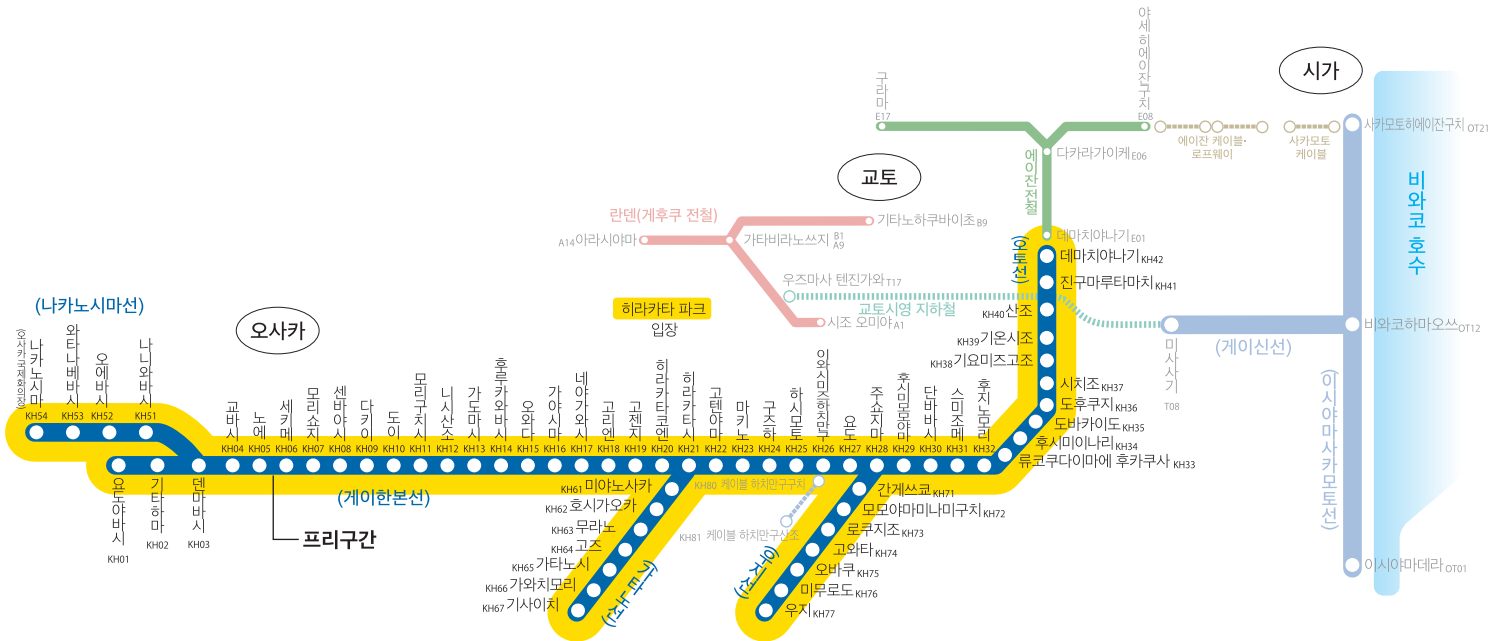 야세히에이잔구치
E08
시가
구라마
E17
사카모토히에이잔구치 OT21
에이잔 케이블·
로프웨이
사카모토
케이블
다카라가이케 E06
에이잔전철
교토
비와코 호수
란덴(게후쿠 전철)
기타노하쿠바이초 B9
A14 아라시야마
가타비라노쓰지 B1
A9
데마치야나기 E01
(오토선)
데마치야나기 KH42
우즈마사 텐진가와 T17
진구마루타마치 KH41
교토시영 지하철
시조 오미야 A1
KH40 산조
비와코하마오쓰 OT12
(게이신선)
미사사기
T08
KH39 기온시조
KH38 기요미즈고조
시치조 KH37
도후쿠지 KH36
도바카이도 KH35
후시미이나리 KH34
류코쿠다이마에 후카쿠사 KH33
(이시야마사카모토선)
이시야마데라 OT01
(나카노시마선)
오사카
히라카타 파크
입장
나카노시마
(오사카국제회의장)
KH54
와타나베바시
KH53
오에바시
KH52
나니와바시
KH51
교바시
KH04
노에
KH05
세키메
KH06
모리쇼지
KH07
센바야시
KH08
다키이
KH09
도이
KH10
모리구치시
KH11
니시산소
KH12
가도마시
KH13
후루카와바시
KH14
오와다
KH15
가야시마
KH16
네야가와시
KH17
고리엔
KH18
고젠지
KH19
히라카타코엔
KH20
히라카타시
KH21
고텐야마
KH22
마키노
KH23
구즈하
KH24
하시모토
KH25
이와시미즈하치만구
KH26
요도
KH27
주쇼지마
KH28
후시미모모야마
KH29
단바바시
KH30
스미조메
KH31
후지노모리
KH32
요도야바시
KH01
기타하마
KH02
덴마바시
KH03
(게이한본선)
프리구간
KH61 미야노사카
KH62 호시가오카
KH63 무라노
KH64 고즈
KH65 가타노시
KH66 가와치모리
KH67 기사이치
(가타노선)
KH80 케이블 하치만구구치
KH81 케이블 하치만구산조
간게쓰쿄 KH71
모모야마미나미구치 KH72
로쿠지조 KH73
고와타 KH74
오바쿠 KH75
미무로도 KH76
우지 KH77
(우지선)